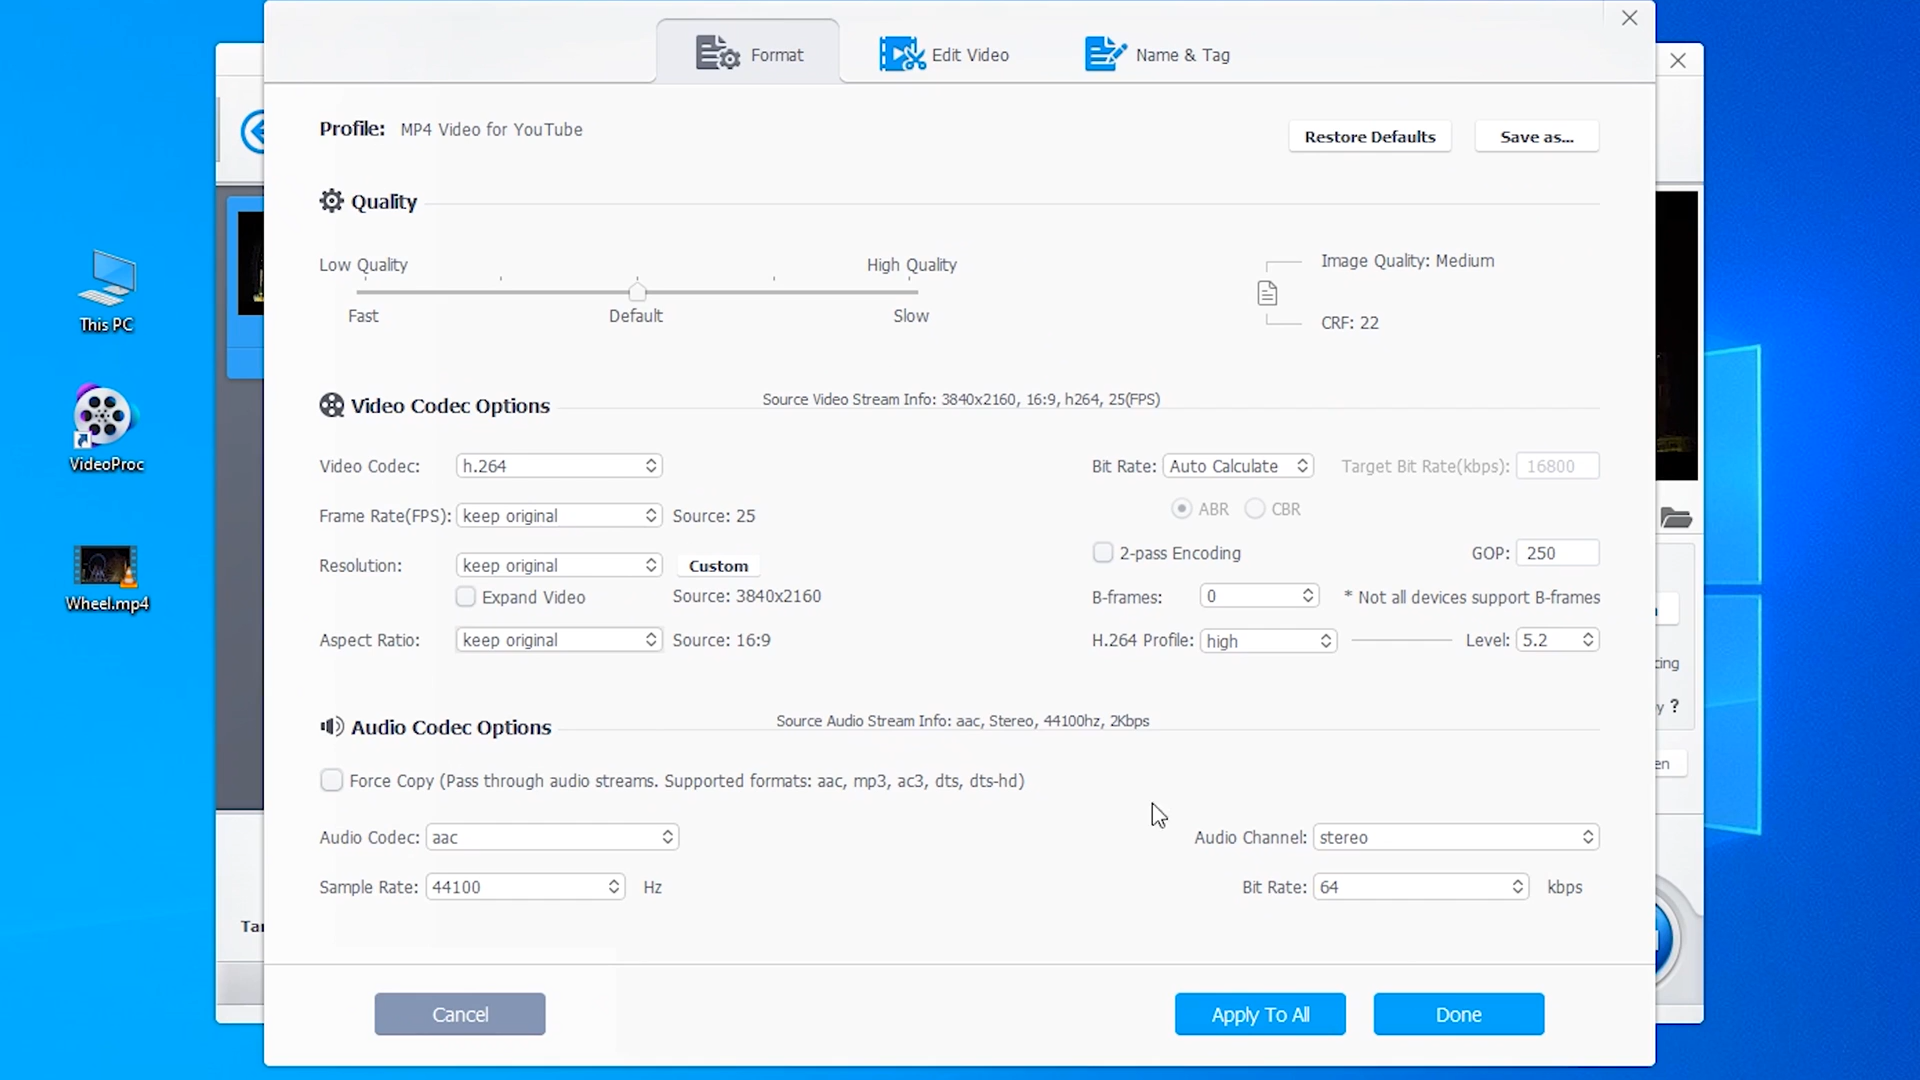 Format
Edit Video
Name & Tag
Profile: MP4 Video for YouTube
Restore Defaults
Save as...
Quality
Low Quality
High Quality
Fast
Default
Slow
Image Quality: Medium
CRF: 22
Video Codec Options
Source Video Stream Info: 3840x2160, 16:9, h264, 25(FPS)
Video Codec: h.264
Bit Rate: Auto Calculate Target Bit Rate(kbps): 16800
ABR CBR
Frame Rate(FPS): keep original Source: 25
2-pass Encoding GOP: 250
Resolution: keep original Custom
Expand Video Source: 3840x2160
B-frames: 0 * Not all devices support B-frames
Aspect Ratio: keep original Source: 16:9
H.264 Profile: high Level: 5.2
Audio Codec Options
Source Audio Stream Info: aac, Stereo, 44100hz, 2Kbps
Force Copy (Pass through audio streams. Supported formats: aac, mp3, ac3, dts, dts-hd)
Audio Codec: aac
Audio Channel: stereo
Sample Rate: 44100 Hz
Bit Rate: 64 kbps
Cancel
Apply To All
Done
This PC
VideoProc
Wheel.mp4
Tar
cing
y ?
en